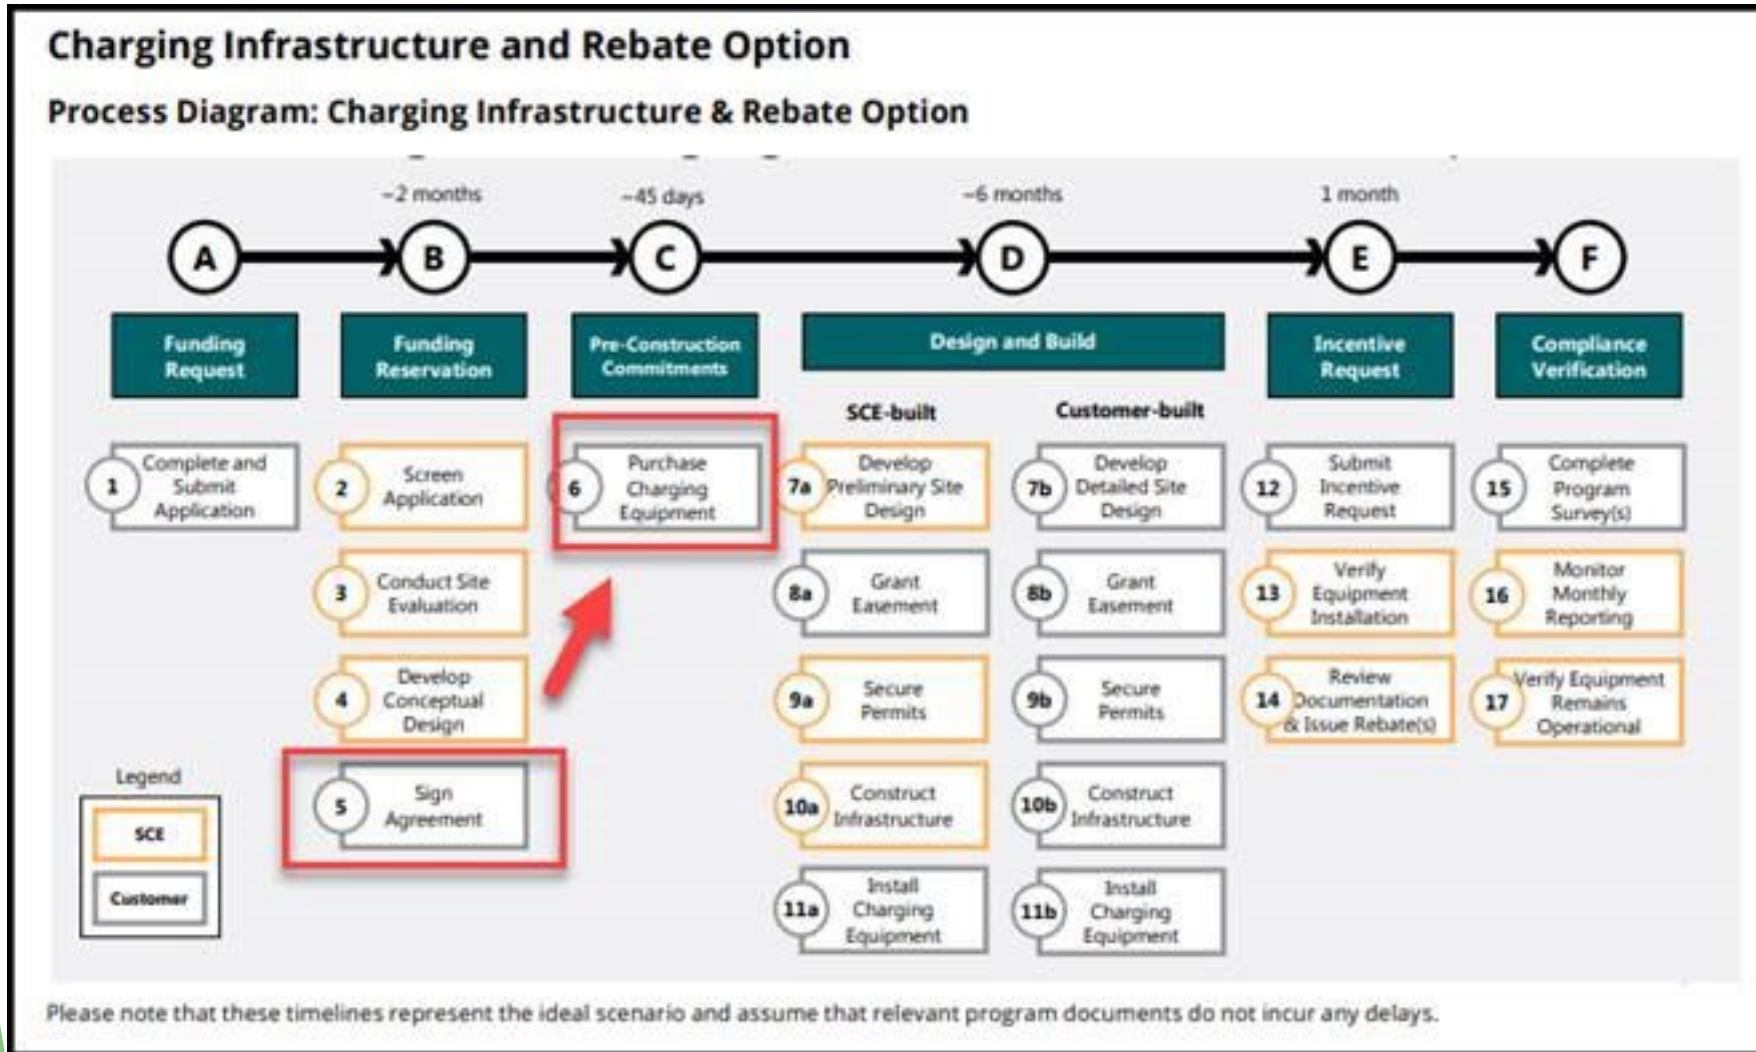 Charging Infrastructure and Rebate Option
Process Diagram: Charging Infrastructure & Rebate Option
~2 months
~45 days
~6 months
1 month
A
B
C
D
E
F
Funding
Request
Funding
Reservation
Pre-Construction
Commitments
Design and Build
Incentive
Request
Compliance
Verification
SCE-built
Customer-built
1
Complete and
Submit
Application
2
Screen
Application
3
Conduct Site
Evaluation
4
Develop
Conceptual
Design
5
Sign
Agreement
6
Purchase
Charging
Equipment
7a
Develop
Preliminary Site
Design
8a
Grant
Easement
9a
Secure
Permits
10a
Construct
Infrastructure
11a
Install
Charging
Equipment
7b
Develop
Detailed Site
Design
8b
Grant
Easement
9b
Secure
Permits
10b
Construct
Infrastructure
11b
Install
Charging
Equipment
12
Submit
Incentive
Request
13
Verify
Equipment
Installation
14
Review
Documentation
& Issue Rebate(s)
15
Complete
Program
Survey(s)
16
Monitor
Monthly
Reporting
17
Verify Equipment
Remains
Operational
Legend
SCE
Customer
Please note that these timelines represent the ideal scenario and assume that relevant program documents do not incur any delays.